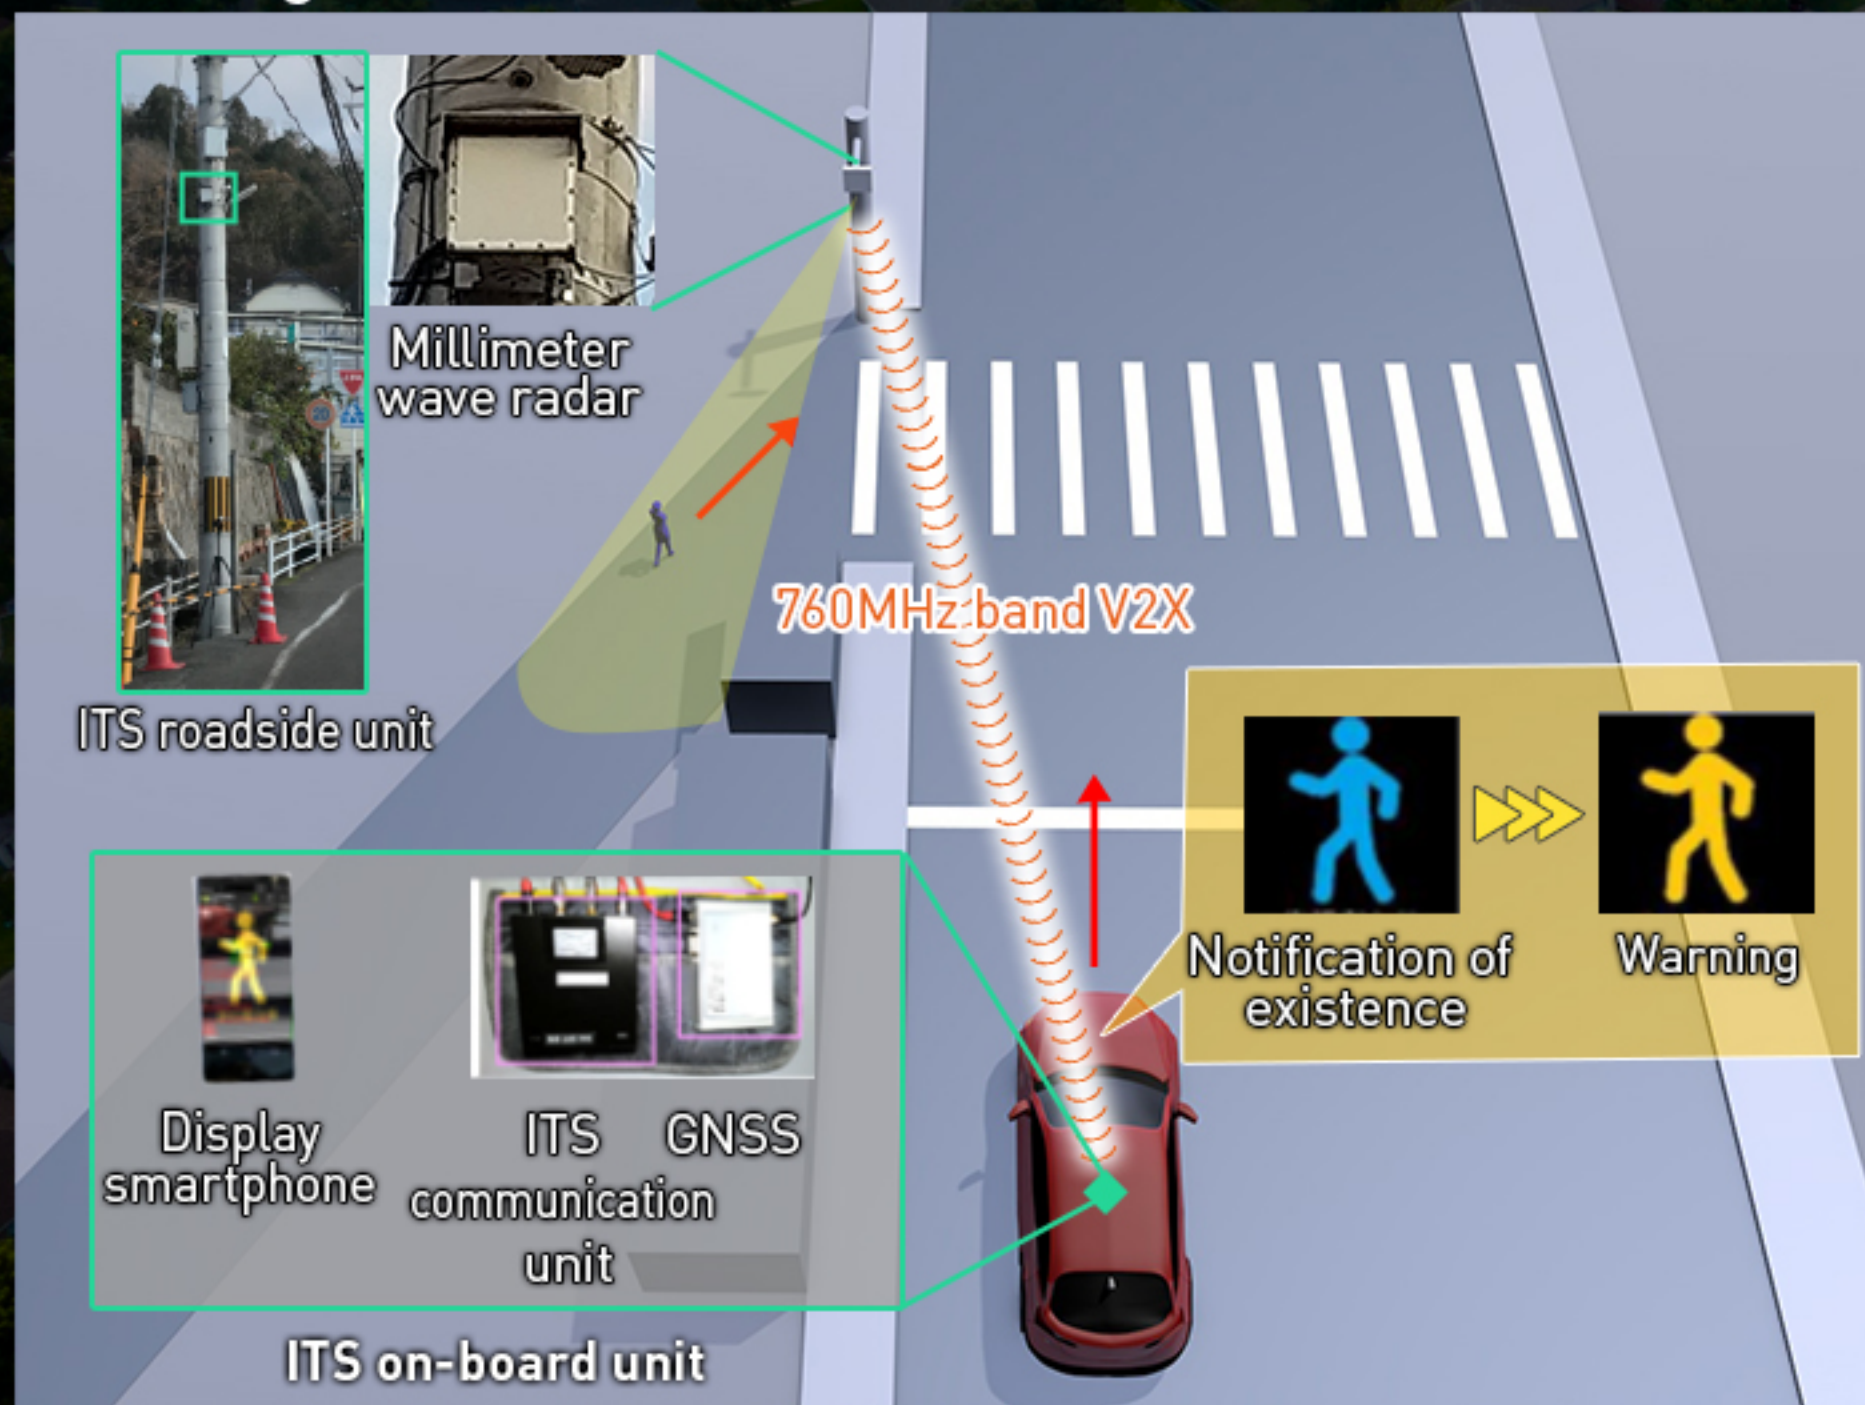 Millimeter
wave radar
20
ITS roadside unit
760MHz band V2X
Notification of
existence
Warning
Display
smartphone
ITS
communication
unit
GNSS
ITS on-board unit